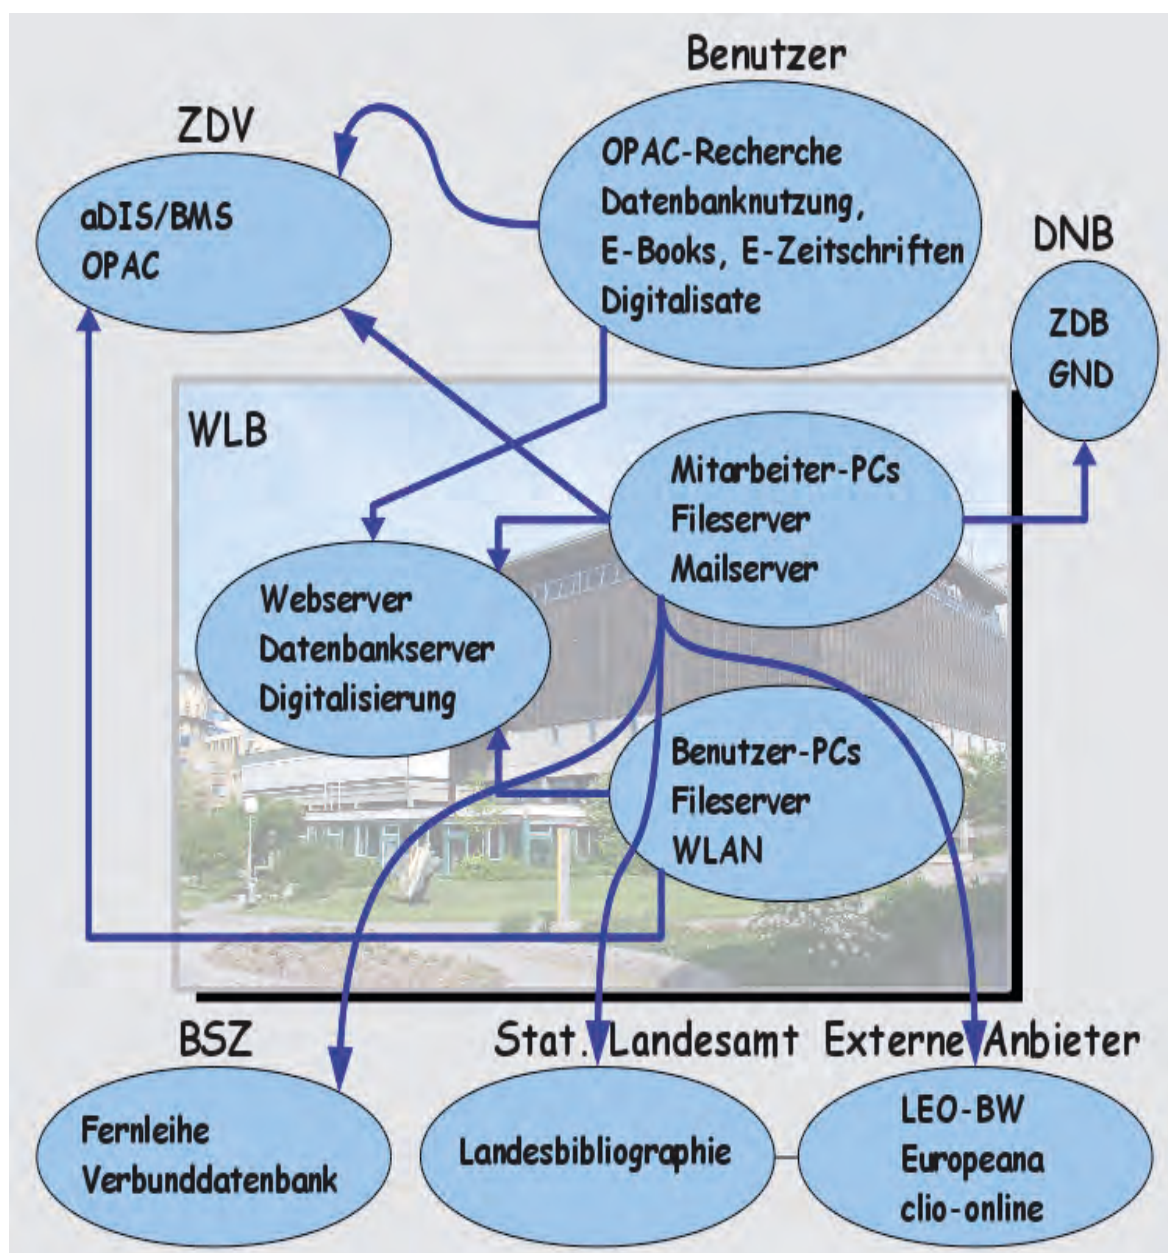 Benutzer
OPAC-Recherche
Datenbanknutzung,
E-Books, E-Zeitschriften
Digitalisate
ZDV
aDIS/BMS
OPAC
DNB
ZDB
GND
WLB
Mitarbeiter-PCs
Fileserver
Mailserver
Webserver
Datenbankserver
Digitalisierung
Benutzer-PCs
Fileserver
WLAN
BSZ
Fernleihe
Verbunddatenbank
Stat. Landesamt
Landesbibliographie
Externe Anbieter
LEO-BW
Europeana
clio-online